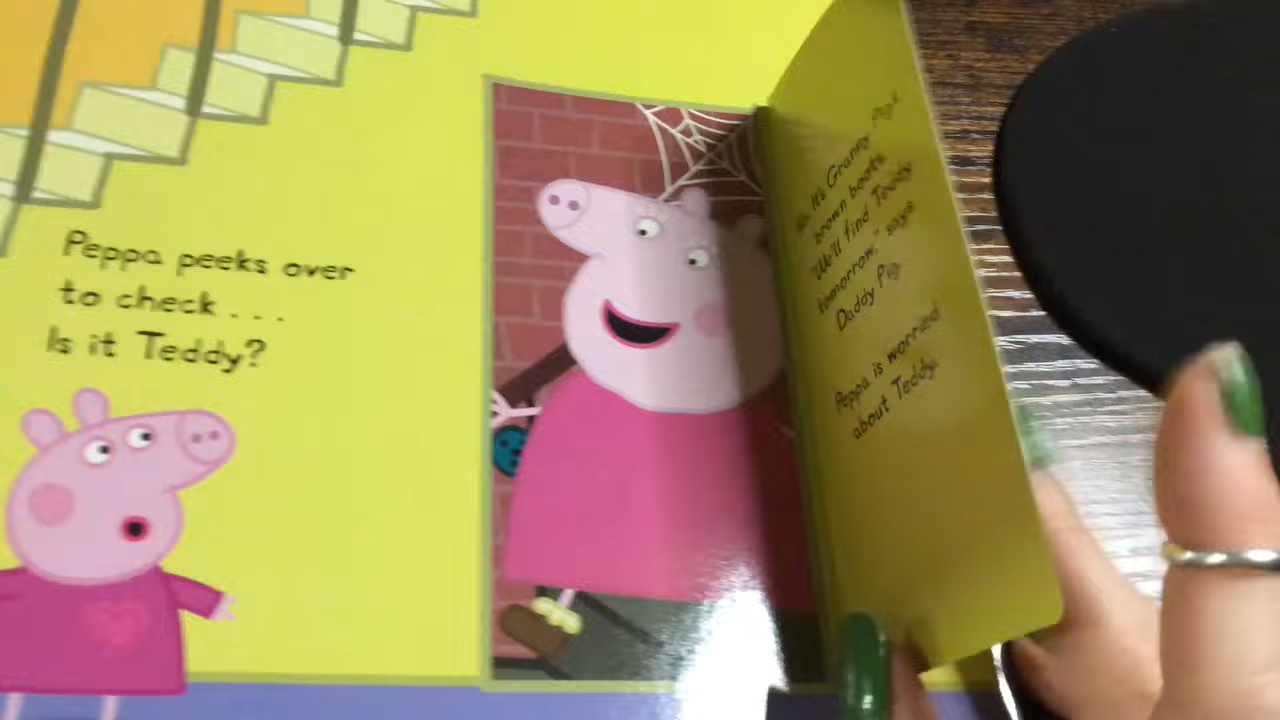 Peppa peeks over
to check . . .
Is it Teddy?
It's Granny Pig's
brown boots.
"We'll find Teddy
tomorrow," says
Daddy Pig.
Peppa is worried
about Teddy.